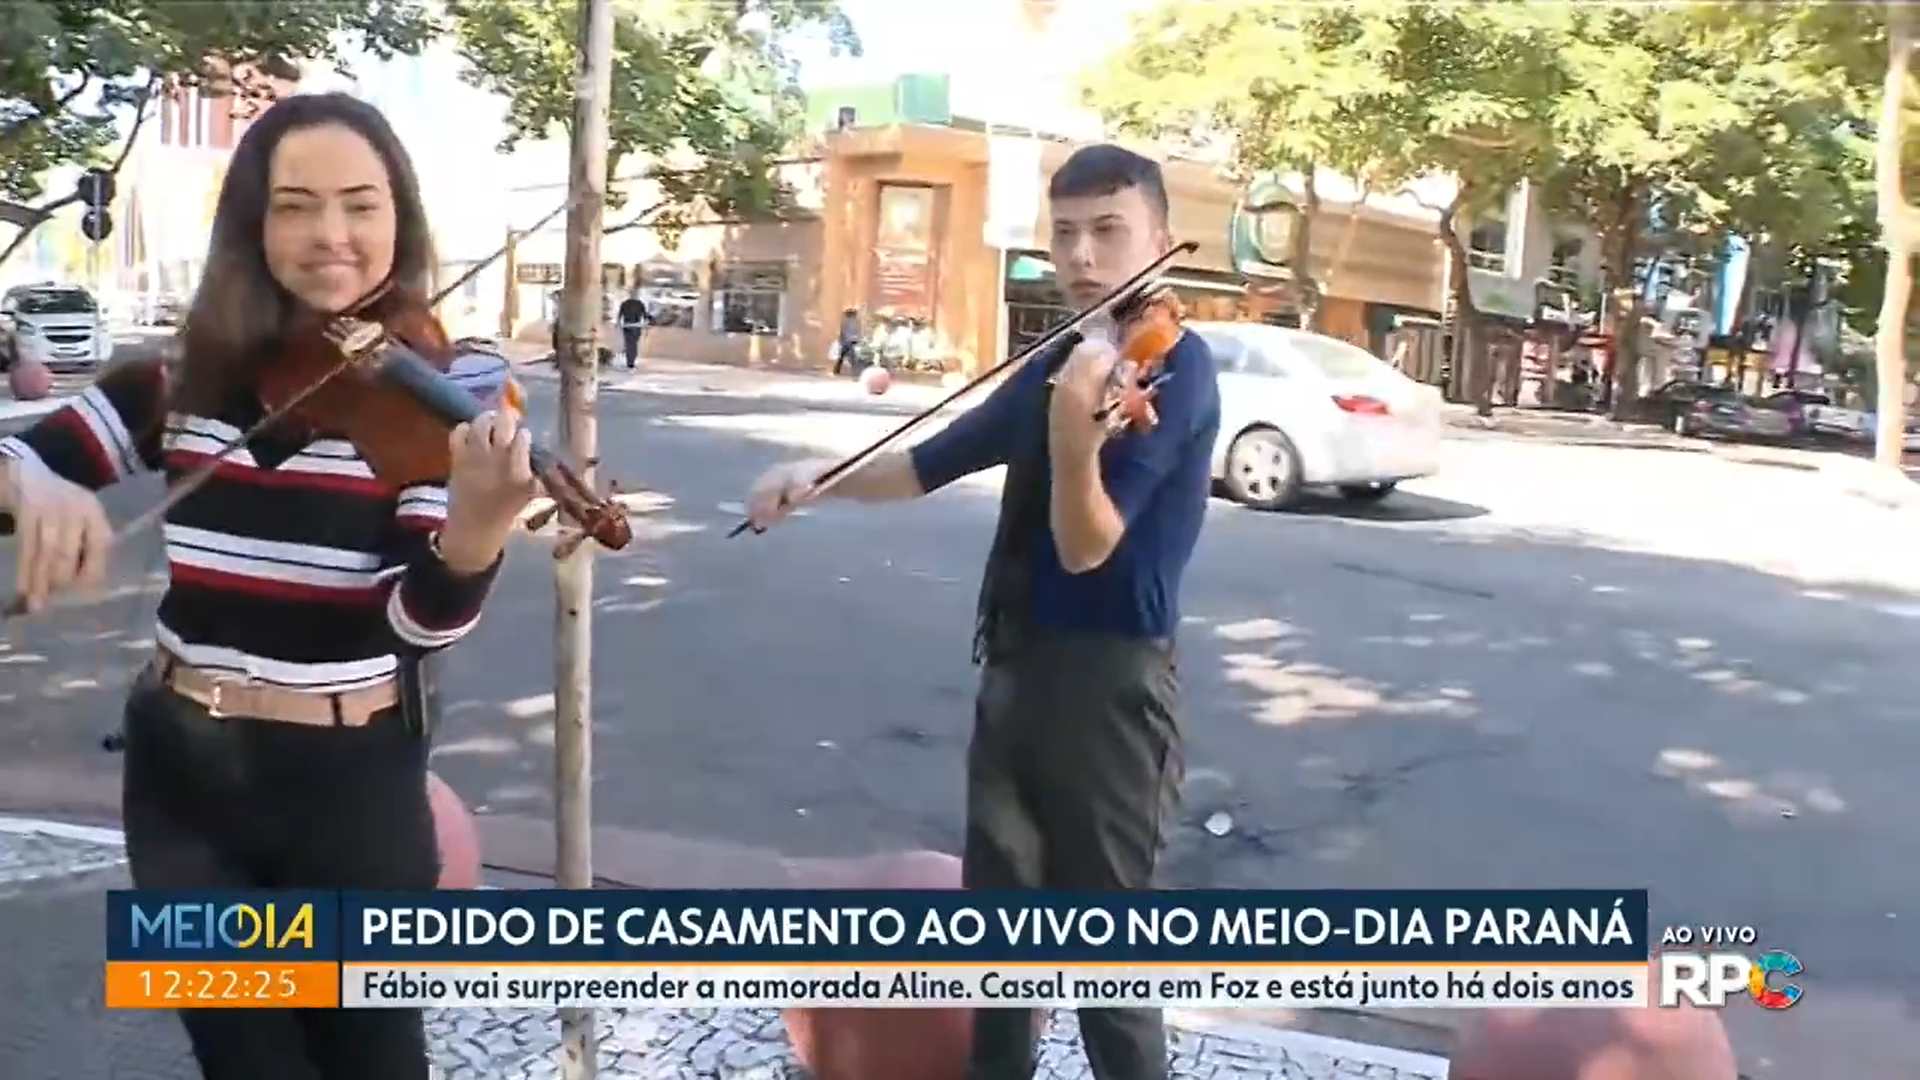 MEIODIA
PEDIDO DE CASAMENTO AO VIVO NO MEIO-DIA PARANÁ
12:22:25
Fábio vai surpreender a namorada Aline. Casal mora em Foz e está junto há dois anos
AO VIVO
RPC